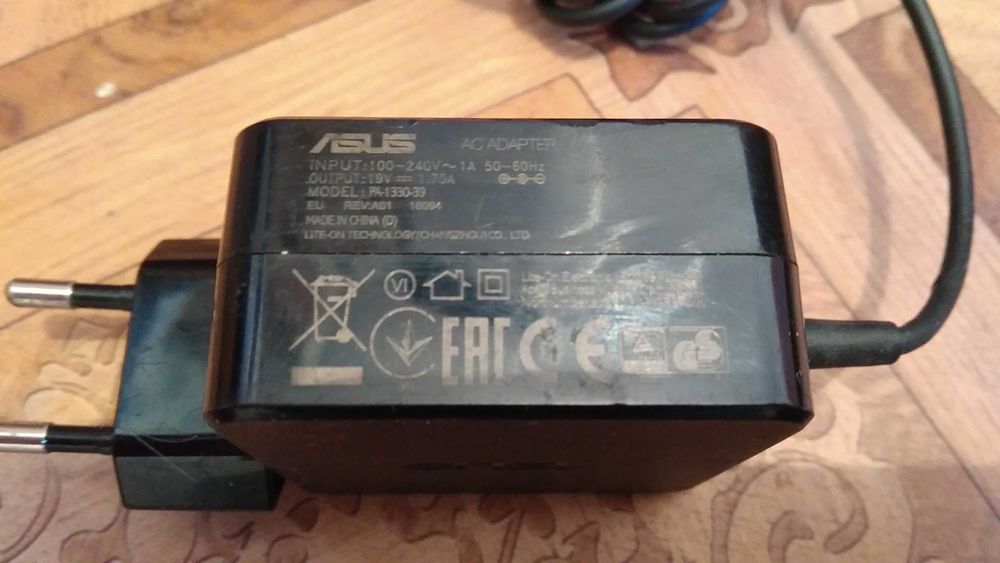 ASUS AC ADAPTER
INPUT:100-240V~1A 50-60Hz
OUTPUT:19V⎓1.75A
MODEL: PA-1330-39
EU REV:A01 16094
MADE IN CHINA (D)
LITE-ON TECHNOLOGY(CHANGZHOU)CO., LTD.
VI
EAC CE
GS